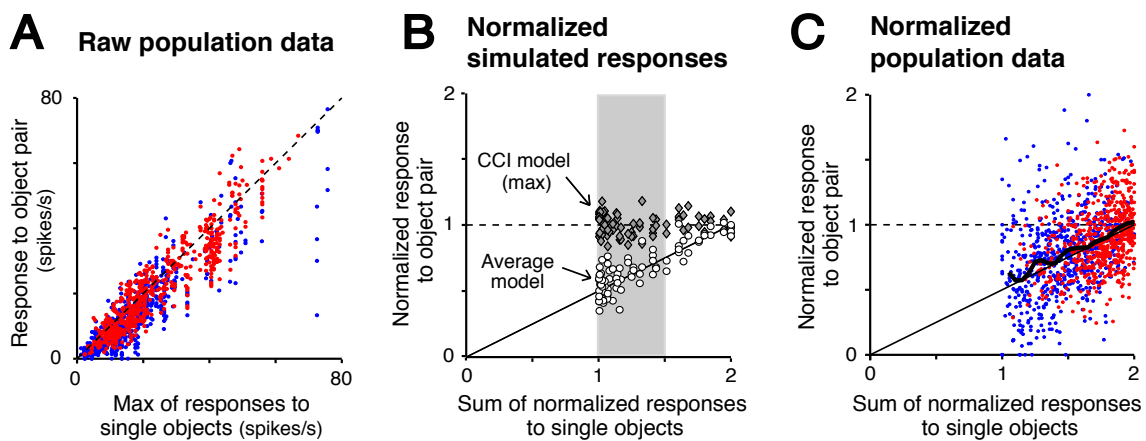 A
Raw population data
Response to object pair
(spikes/s)
80
0
0
80
Max of responses to
single objects (spikes/s)
B
Normalized
simulated responses
Normalized response
to object pair
2
1
0
CCI model
(max)
Average
model
0
1
2
Sum of normalized responses
to single objects
C
Normalized
population data
Normalized response
to object pair
2
1
0
0
1
2
Sum of normalized responses
to single objects